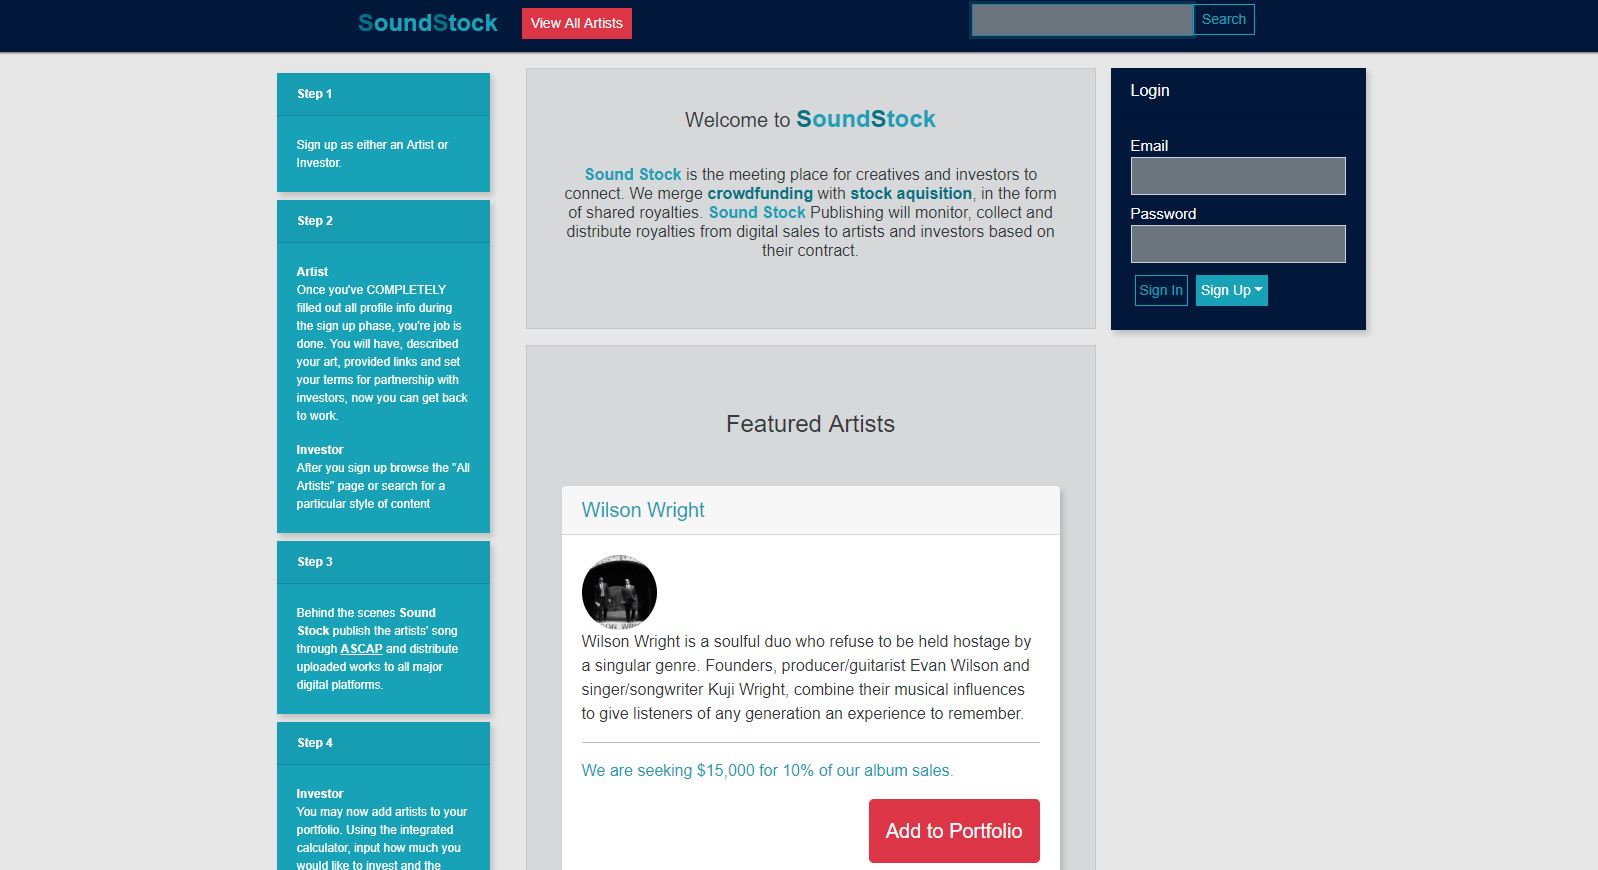 SoundStock
View All Artists
Search
Step 1
Sign up as either an Artist or
Investor.
Step 2
Artist
Once you've COMPLETELY
filled out all profile info during
the sign up phase, you're job is
done. You will have, described
your art, provided links and set
your terms for partnership with
investors, now you can get back
to work.
Investor
After you sign up browse the "All
Artists" page or search for a
particular style of content
Step 3
Behind the scenes Sound
Stock publish the artists' song
through ASCAP and distribute
uploaded works to all major
digital platforms.
Step 4
Investor
You may now add artists to your
portfolio. Using the integrated
calculator, input how much you
would like to invest and the
Welcome to SoundStock
Sound Stock is the meeting place for creatives and investors to
connect. We merge crowdfunding with stock aquisition, in the form
of shared royalties. Sound Stock Publishing will monitor, collect and
distribute royalties from digital sales to artists and investors based on
their contract.
Featured Artists
Wilson Wright
Wilson Wright is a soulful duo who refuse to be held hostage by
a singular genre. Founders, producer/guitarist Evan Wilson and
singer/songwriter Kuji Wright, combine their musical influences
to give listeners of any generation an experience to remember.
We are seeking $15,000 for 10% of our album sales.
Add to Portfolio
Login
Email
Password
Sign In
Sign Up